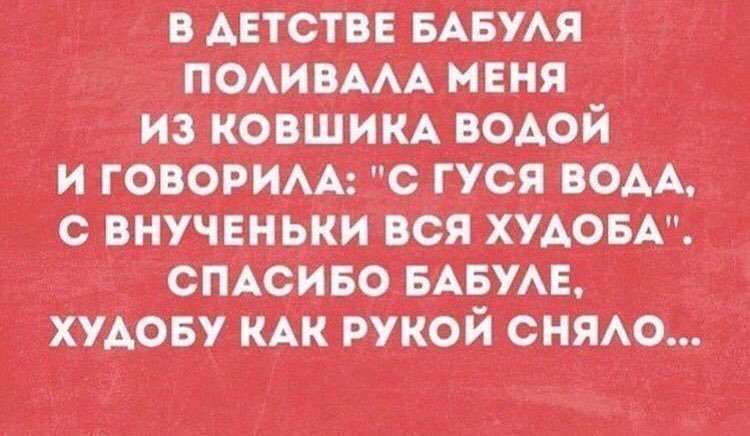 В ДЕТСТВЕ БАБУЛЯ
ПОЛИВАЛА МЕНЯ
ИЗ КОВШИКА ВОДОЙ
И ГОВОРИЛА: "С ГУСЯ ВОДА,
С ВНУЧЕНЬКИ ВСЯ ХУДОБА".
СПАСИБО БАБУЛЕ,
ХУДОБУ КАК РУКОЙ СНЯЛО...